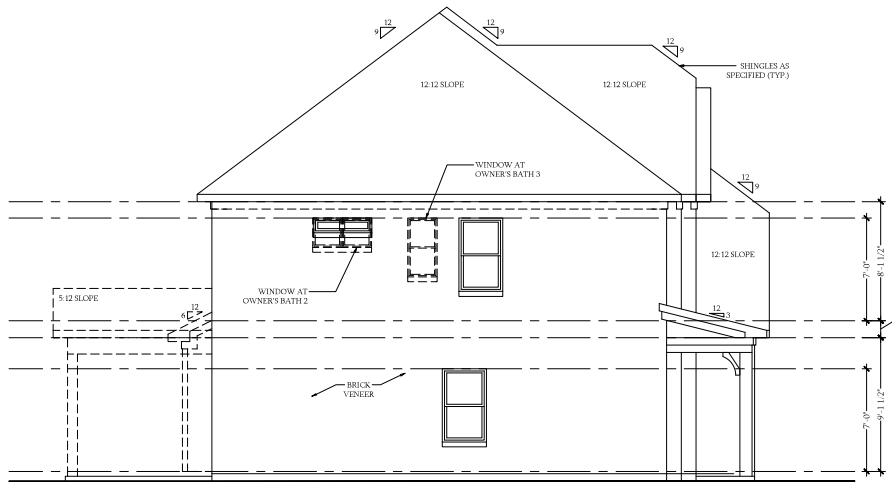 12
9
12
9
12
9
SHINGLES AS
SPECIFIED (TYP.)
12:12 SLOPE
12:12 SLOPE
WINDOW AT
OWNER'S BATH 3
12
9
12:12 SLOPE
7'-0"
8'-1 1/2"
WINDOW AT
OWNER'S BATH 2
5:12 SLOPE
12
6
12
3
BRICK
VENEER
7'-0"
9'-1 1/2"